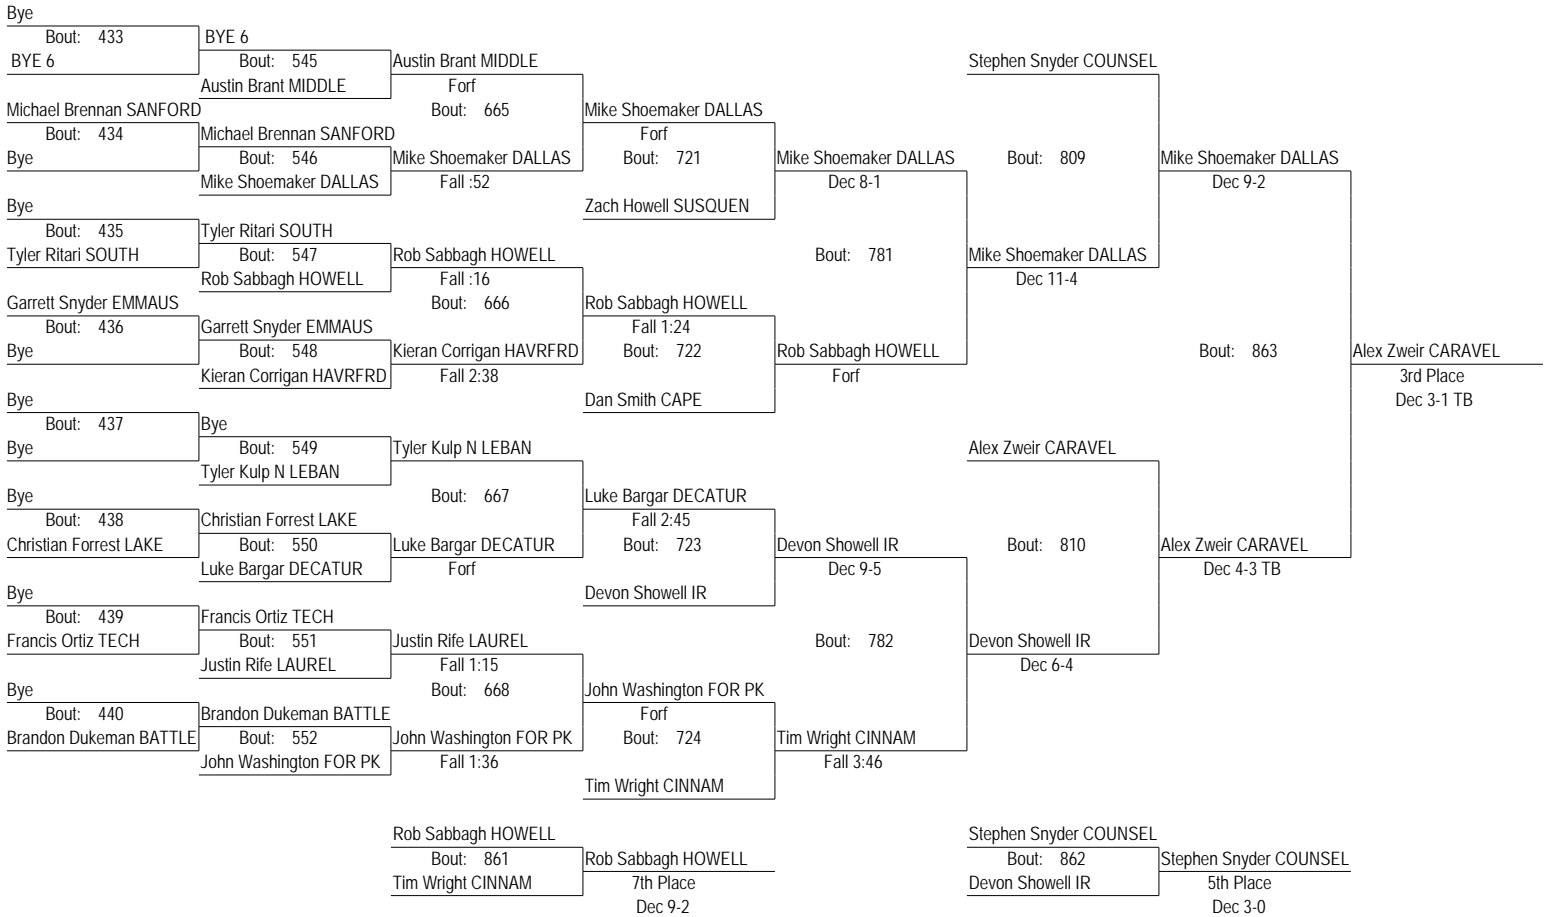 Bye
Bout: 433
BYE 6
BYE 6
Bout: 545
Austin Brant MIDDLE
Austin Brant MIDDLE
Forf
Bout: 665
Stephen Snyder COUNSEL
Michael Brennan SANFORD
Bout: 434
Bye
Michael Brennan SANFORD
Bout: 546
Mike Shoemaker DALLAS
Mike Shoemaker DALLAS
Fall :52
Mike Shoemaker DALLAS
Forf
Bout: 721
Zach Howell SUSQUEN
Mike Shoemaker DALLAS
Dec 8-1
Bout: 809
Mike Shoemaker DALLAS
Dec 9-2
Bye
Bout: 435
Tyler Ritari SOUTH
Tyler Ritari SOUTH
Bout: 547
Rob Sabbagh HOWELL
Rob Sabbagh HOWELL
Fall :16
Bout: 666
Bout: 781
Mike Shoemaker DALLAS
Dec 11-4
Garrett Snyder EMMAUS
Bout: 436
Bye
Garrett Snyder EMMAUS
Bout: 548
Kieran Corrigan HAVRFRD
Kieran Corrigan HAVRFRD
Fall 2:38
Rob Sabbagh HOWELL
Fall 1:24
Bout: 722
Dan Smith CAPE
Rob Sabbagh HOWELL
Forf
Bout: 863
Alex Zweir CARAVEL
3rd Place
Dec 3-1 TB
Bye
Bout: 437
Bye
Bye
Bout: 549
Tyler Kulp N LEBAN
Tyler Kulp N LEBAN
Bout: 667
Alex Zweir CARAVEL
Bye
Bout: 438
Christian Forrest LAKE
Christian Forrest LAKE
Bout: 550
Luke Bargar DECATUR
Luke Bargar DECATUR
Forf
Luke Bargar DECATUR
Fall 2:45
Bout: 723
Devon Showell IR
Devon Showell IR
Dec 9-5
Bout: 810
Alex Zweir CARAVEL
Dec 4-3 TB
Bye
Bout: 439
Francis Ortiz TECH
Francis Ortiz TECH
Bout: 551
Justin Rife LAUREL
Justin Rife LAUREL
Fall 1:15
Bout: 668
Bout: 782
Devon Showell IR
Dec 6-4
Bye
Bout: 440
Brandon Dukeman BATTLE
Brandon Dukeman BATTLE
Bout: 552
John Washington FOR PK
John Washington FOR PK
Fall 1:36
John Washington FOR PK
Forf
Bout: 724
Tim Wright CINNAM
Tim Wright CINNAM
Fall 3:46
Rob Sabbagh HOWELL
Bout: 861
Tim Wright CINNAM
Rob Sabbagh HOWELL
7th Place
Dec 9-2
Stephen Snyder COUNSEL
Bout: 862
Devon Showell IR
Stephen Snyder COUNSEL
5th Place
Dec 3-0